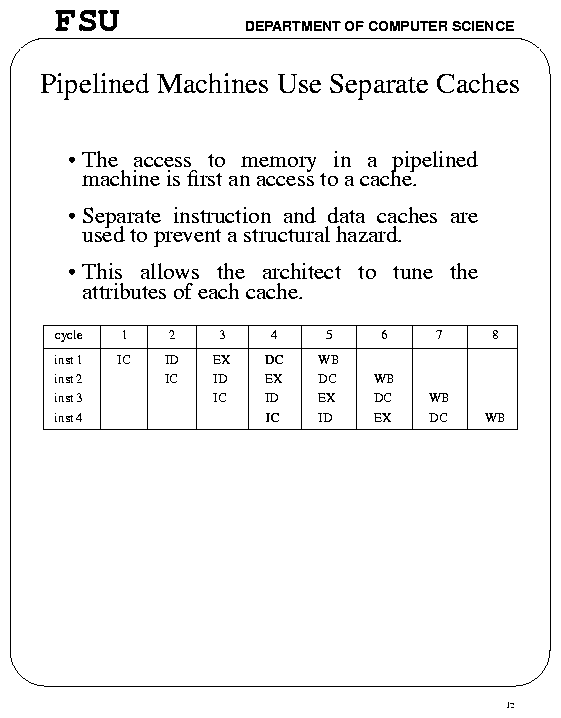 FSU DEPARTMENT OF COMPUTER SCIENCE
Pipelined Machines Use Separate Caches
• The access to memory in a pipelined
machine is first an access to a cache.
• Separate instruction and data caches are
used to prevent a structural hazard.
• This allows the architect to tune the
attributes of each cache.
cycle 1 2 3 4 5 6 7 8
inst 1 IC ID EX DC WB
inst 2 IC ID EX DC WB
inst 3 IC ID EX DC WB
inst 4 IC ID EX DC WB